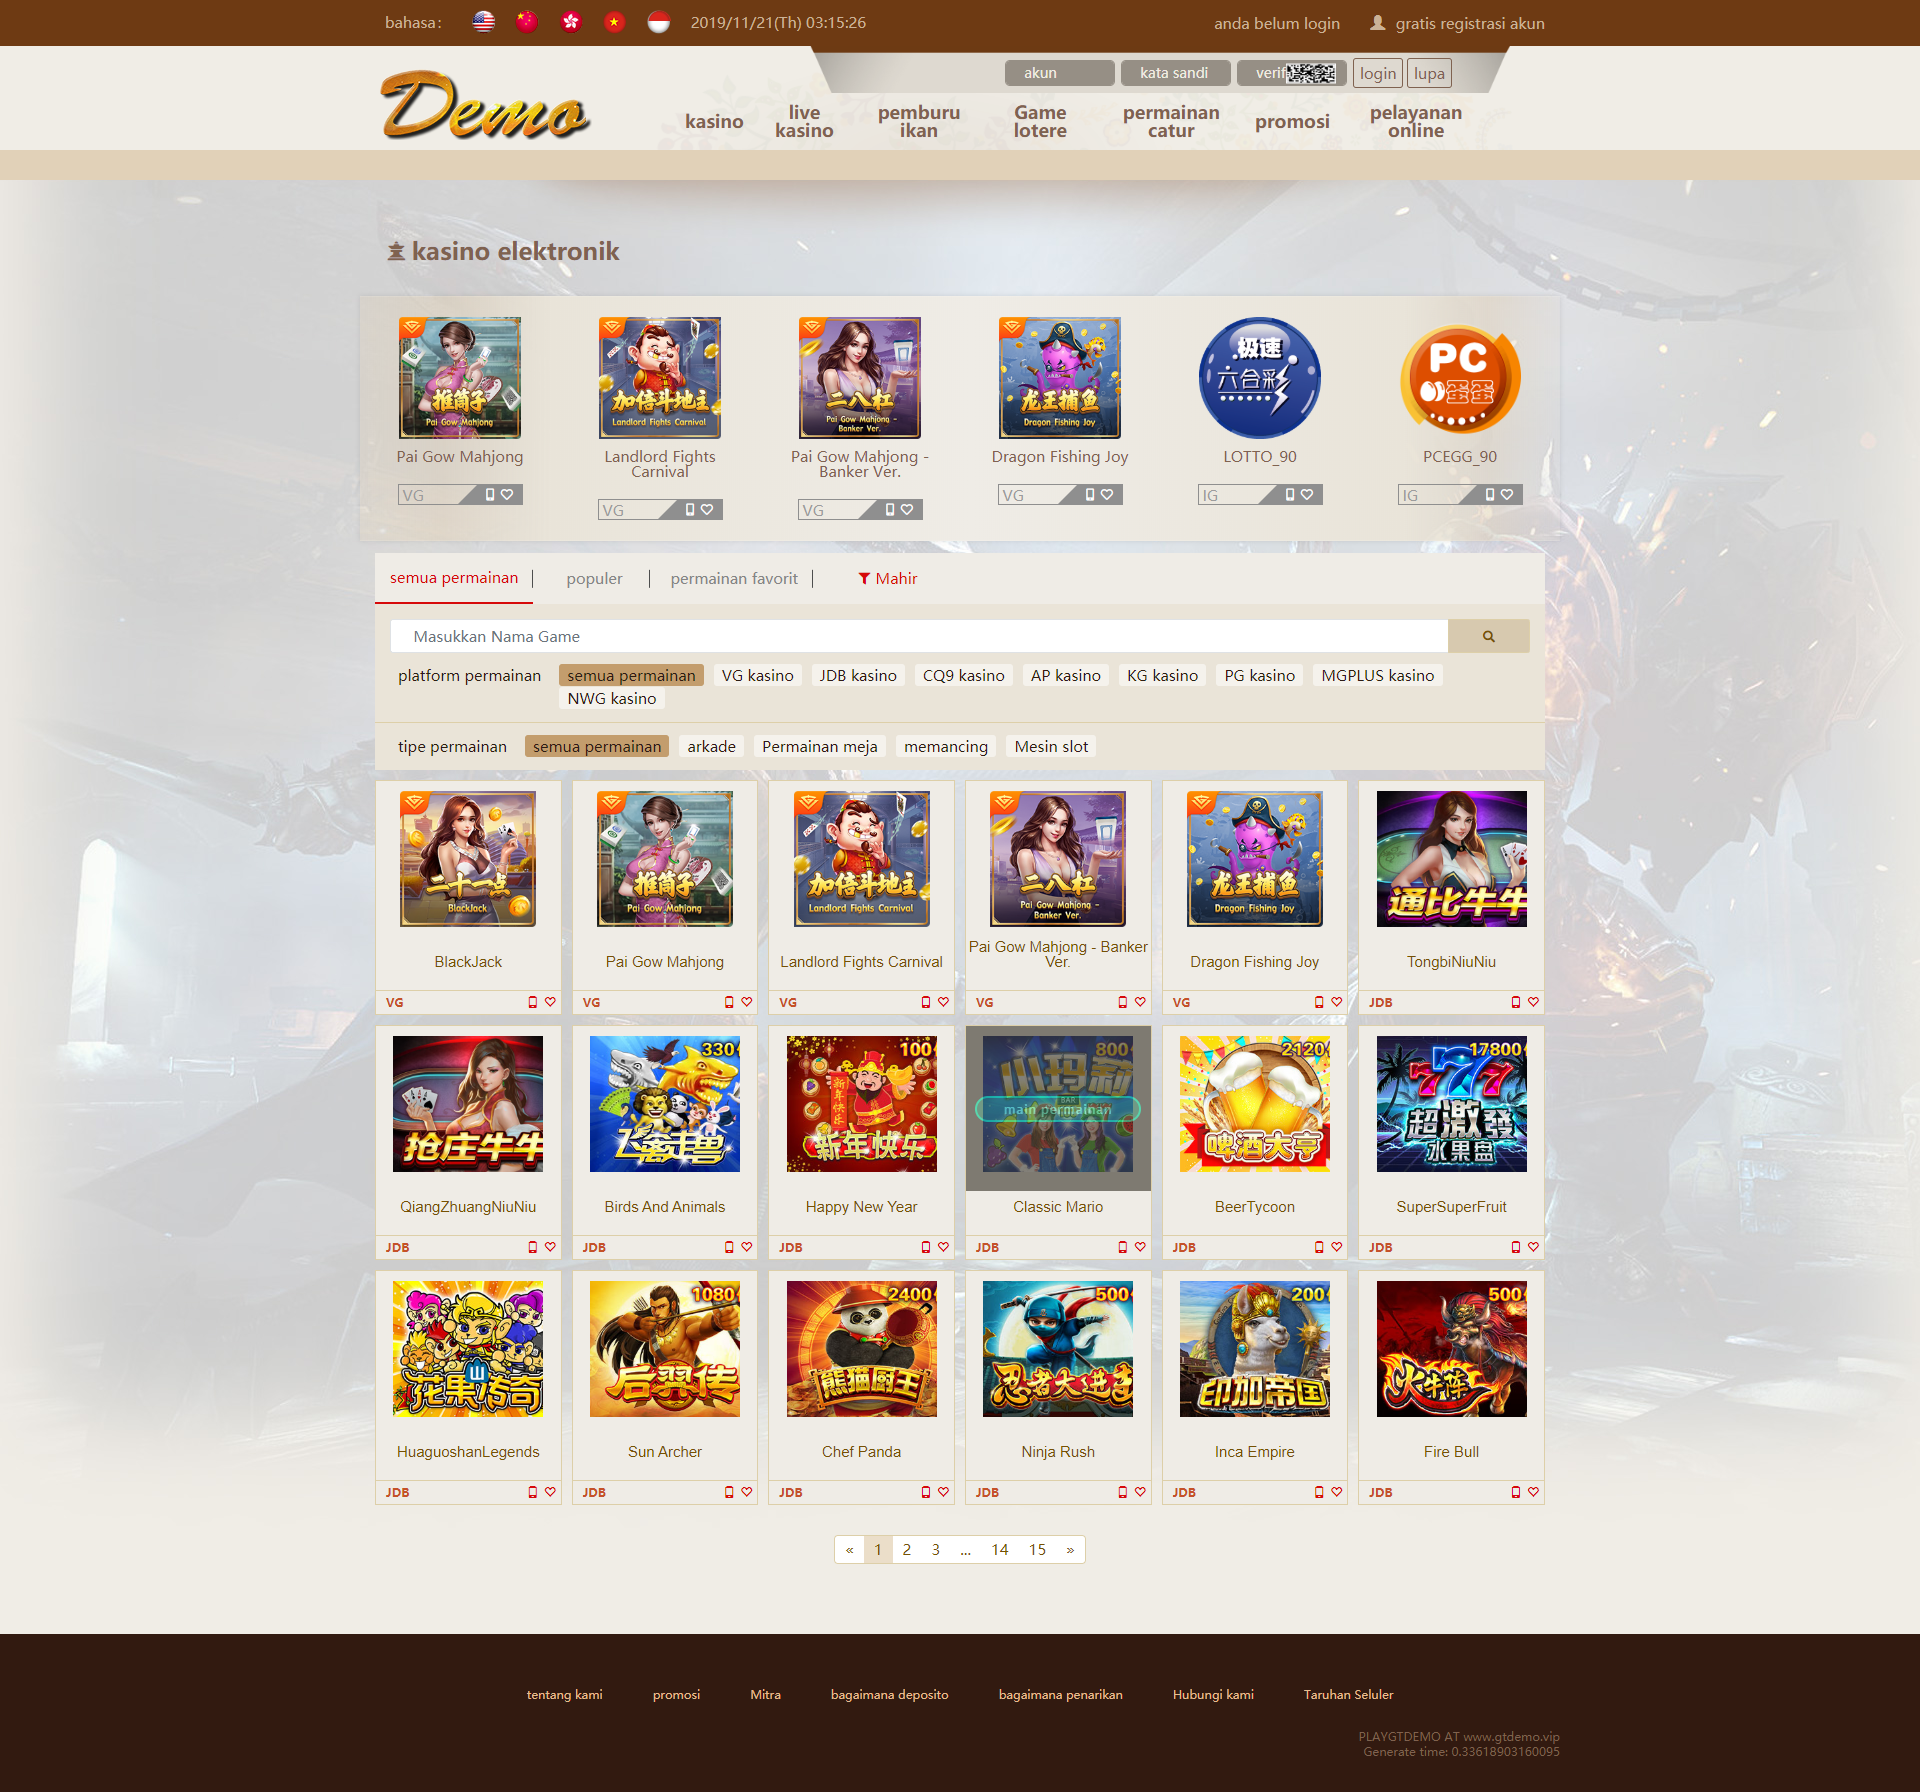 bahasa:
2019/11/21(Th) 03:15:26
anda belum login
gratis registrasi akun
Demo
akun
kata sandi
login
lupa
kasino
live kasino
pemburu ikan
Game lotere
permainan catur
promosi
pelayanan online
kasino elektronik
推筒子
Pai Gow Mahjong
加倍斗地主
Landlord Fights Carnival
二八杠
Pai Gow Mahjong -
Banker Ver.
龙王捕鱼
Dragon Fishing Joy
极速
六合彩
PC
蛋蛋
Pai Gow Mahjong
Landlord Fights
Carnival
Pai Gow Mahjong -
Banker Ver.
Dragon Fishing Joy
LOTTO_90
PCEGG_90
VG
VG
VG
VG
IG
IG
semua permainan
populer
permainan favorit
Mahir
Masukkan Nama Game
platform permainan
semua permainan
VG kasino
JDB kasino
CQ9 kasino
AP kasino
KG kasino
PG kasino
MGPLUS kasino
NWG kasino
tipe permainan
semua permainan
arkade
Permainan meja
memancing
Mesin slot
二十一点
BlackJack
推筒子
Pai Gow Mahjong
加倍斗地主
Landlord Fights Carnival
二八杠
Pai Gow Mahjong -
Banker Ver.
龙王捕鱼
Dragon Fishing Joy
通比牛牛
BlackJack
Pai Gow Mahjong
Landlord Fights Carnival
Pai Gow Mahjong - Banker
Ver.
Dragon Fishing Joy
TongbiNiuNiu
VG
VG
VG
VG
VG
JDB
抢庄牛牛
330
飞禽走兽
100
新年快乐
新年快乐
800
小玛莉
BAR
main permainan
2120
啤酒大亨
17800
777
超激發
水果盘
QiangZhuangNiuNiu
Birds And Animals
Happy New Year
Classic Mario
BeerTycoon
SuperSuperFruit
JDB
JDB
JDB
JDB
JDB
JDB
花果山传奇
1080
后羿传
2400
熊猫厨王
500
忍者大进击
200
印加帝国
500
火牛阵
HuaguoshanLegends
Sun Archer
Chef Panda
Ninja Rush
Inca Empire
Fire Bull
JDB
JDB
JDB
JDB
JDB
JDB
« 1 2 3 ... 14 15 »
tentang kami
promosi
Mitra
bagaimana deposito
bagaimana penarikan
Hubungi kami
Taruhan Seluler
PLAYGTDEMO AT www.gtdemo.vip
Generate time: 0.33618903160095